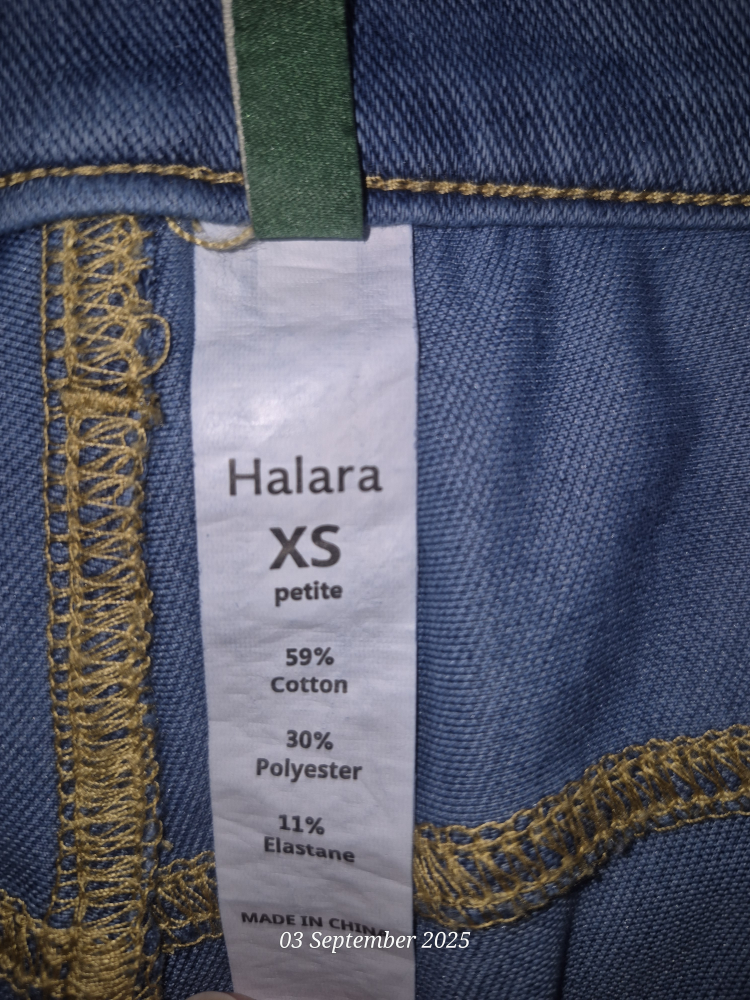 Halara
XS
petite
59%
Cotton
30%
Polyester
11%
Elastane
MADE IN CHINA
03 September 2025